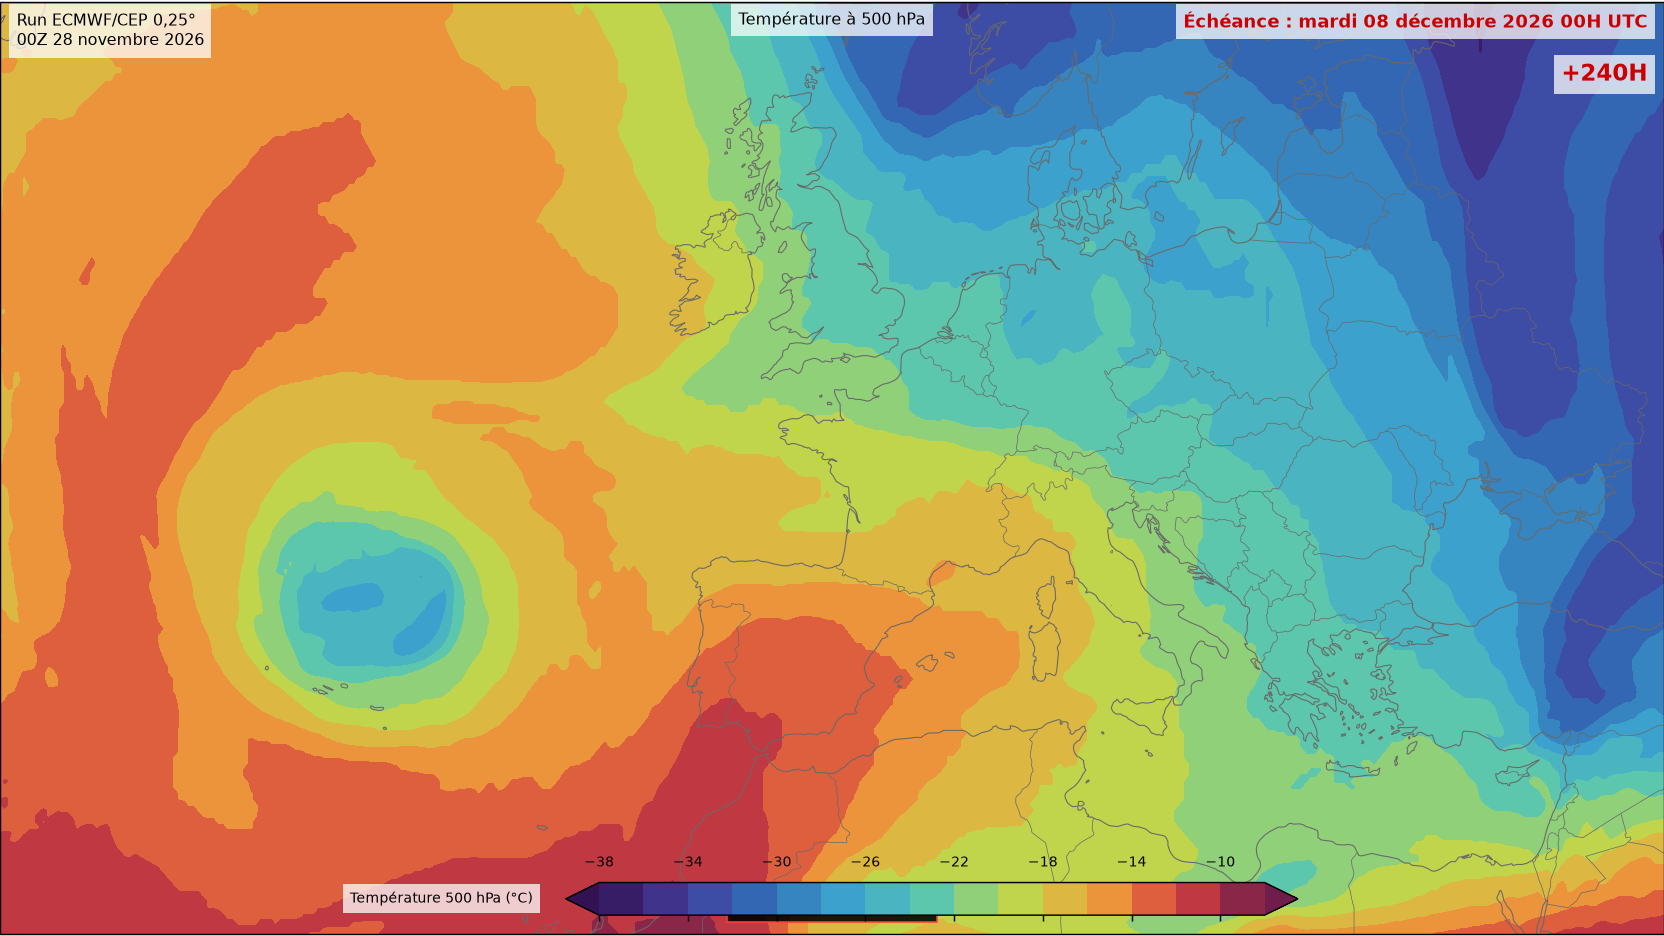 Run ECMWF/CEP 0,25°
00Z 28 novembre 2026
Température à 500 hPa
Échéance : mardi 08 décembre 2026 00H UTC
+240H
−38 −34 −30 −26 −22 −18 −14 −10
Température 500 hPa (°C)